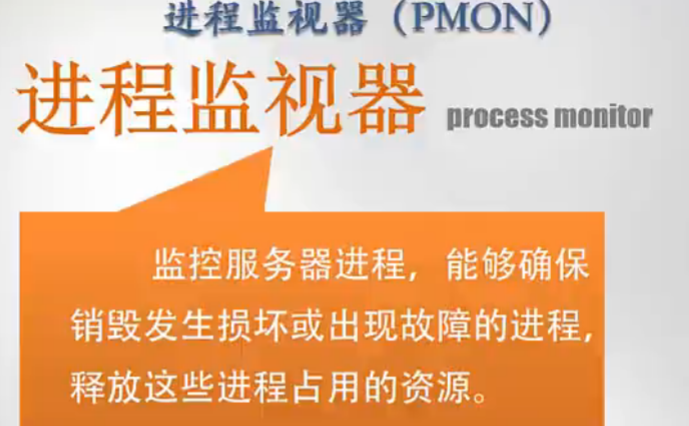 进程监视器（PMON）
进程监视器 process monitor
监控服务器进程，能够确保
销毁发生损坏或出现故障的进程，
释放这些进程占用的资源。